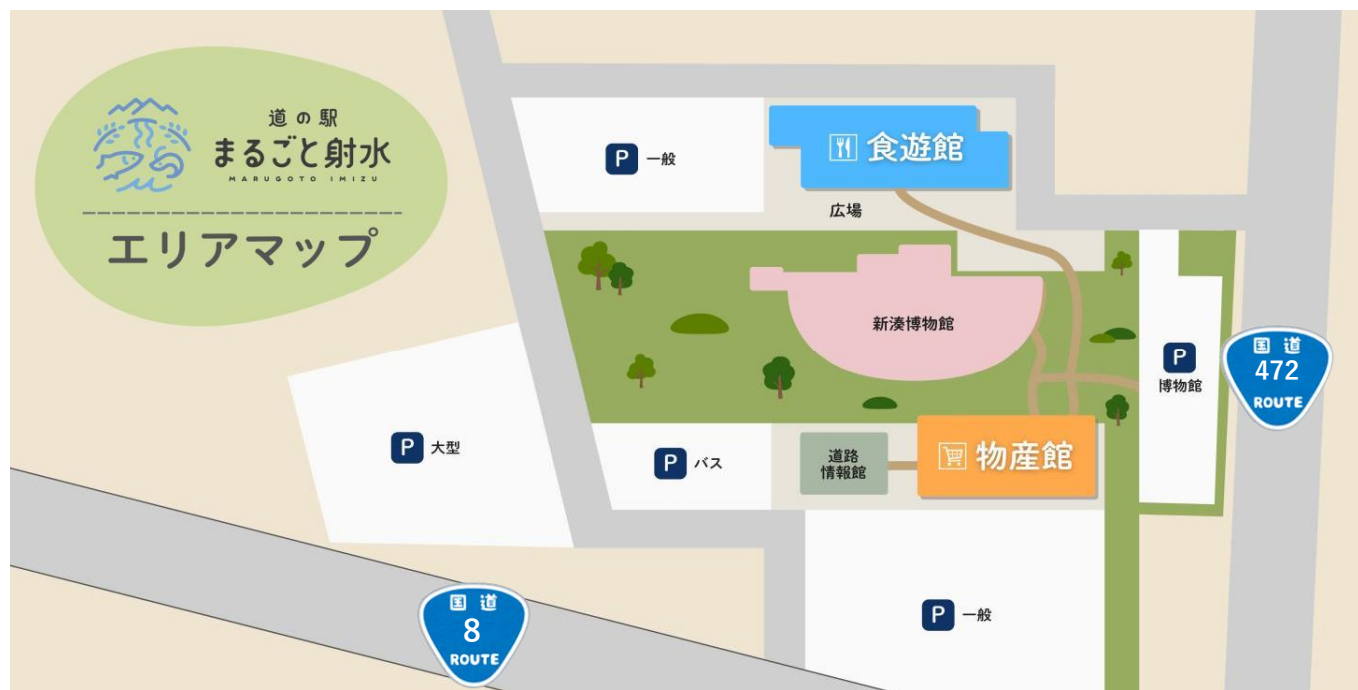 道の駅
まるごと射水
MARUGOTO IMIZU
エリアマップ
P 一般
食遊館
広場
新湊博物館
P
博物館
国道
472
ROUTE
P 大型
P バス
道路
情報館
物産館
P 一般
国道
8
ROUTE